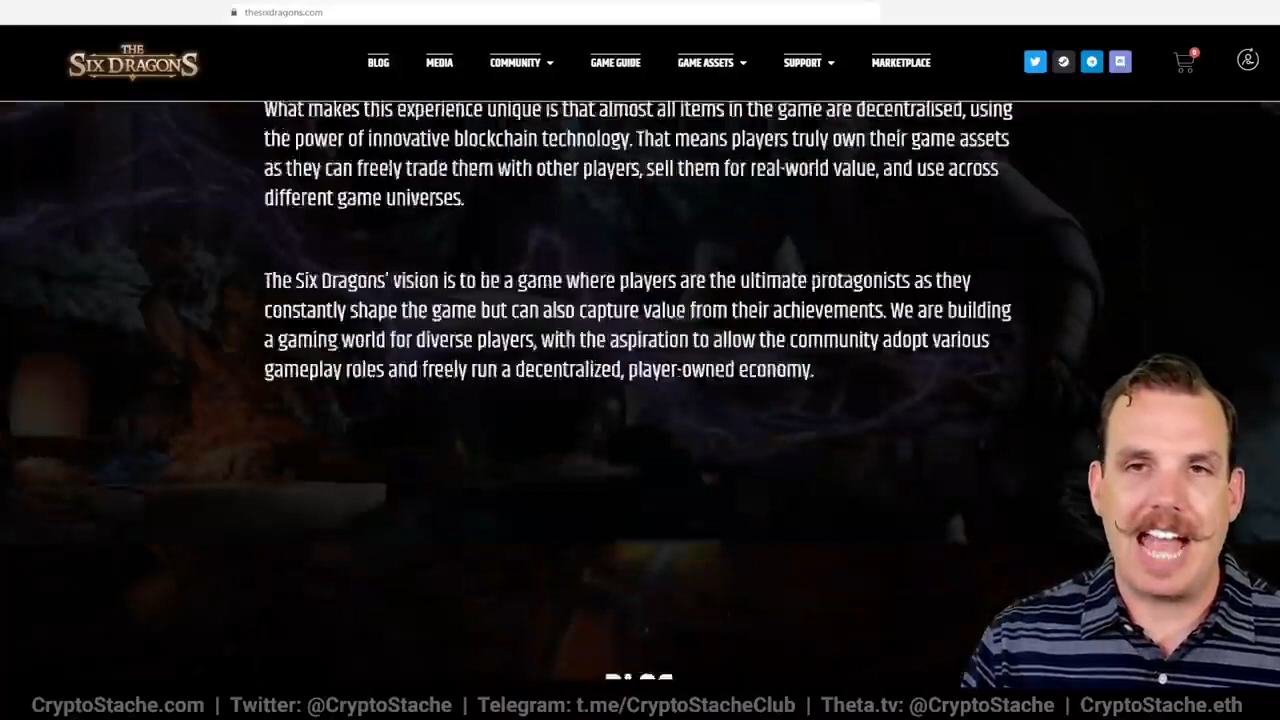 thesixdragons.com
THE
SIX DRAGONS
BLOG
MEDIA
COMMUNITY
GAME GUIDE
GAME ASSETS
SUPPORT
MARKETPLACE
0
What makes this experience unique is that almost all items in the game are decentralised, using
the power of innovative blockchain technology. That means players truly own their game assets
as they can freely trade them with other players, sell them for real-world value, and use across
different game universes.
The Six Dragons' vision is to be a game where players are the ultimate protagonists as they
constantly shape the game but can also capture value from their achievements. We are building
a gaming world for diverse players, with the aspiration to allow the community adopt various
gameplay roles and freely run a decentralized, player-owned economy.
BLOG
CryptoStache.com | Twitter: @CryptoStache | Telegram: t.me/CryptoStacheClub | Theta.tv: @CryptoStache | CryptoStache.eth